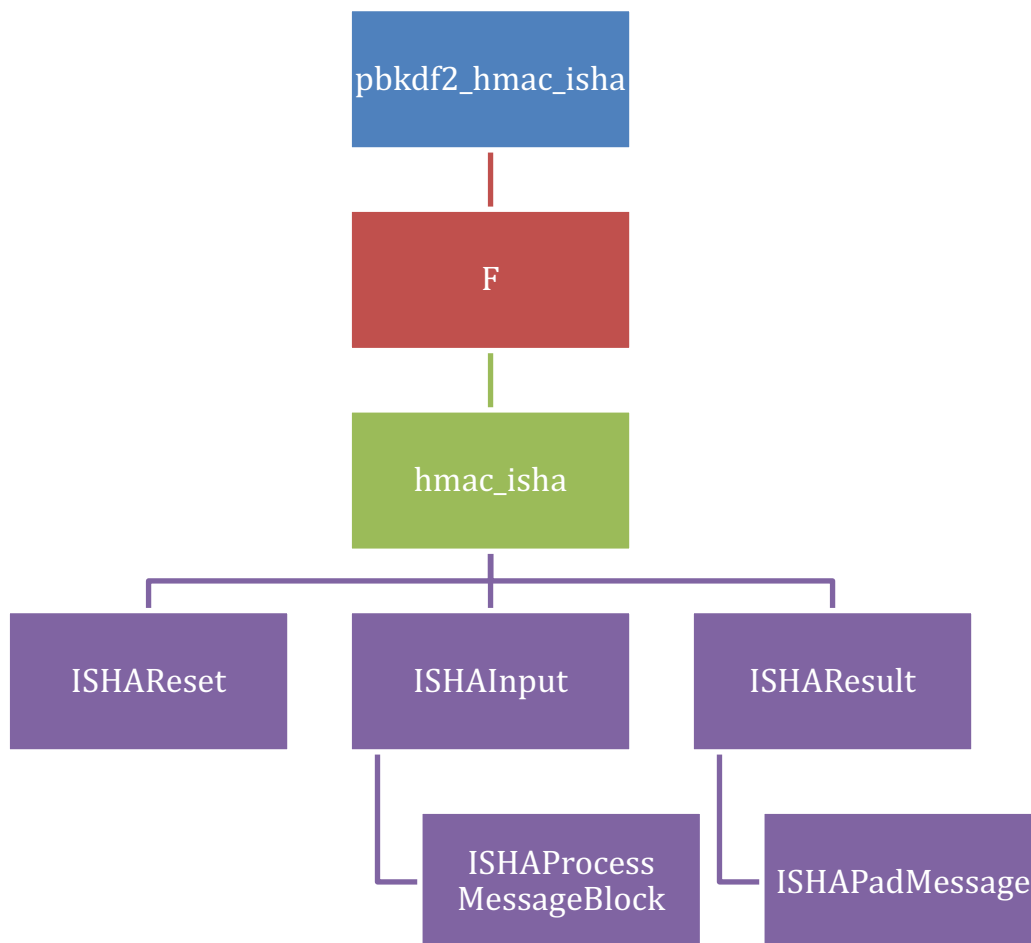 pbkdf2_hmac_isha
F
hmac_isha
ISHAReset
ISHAInput
ISHAResult
ISHAProcess
MessageBlock
ISHAPadMessage